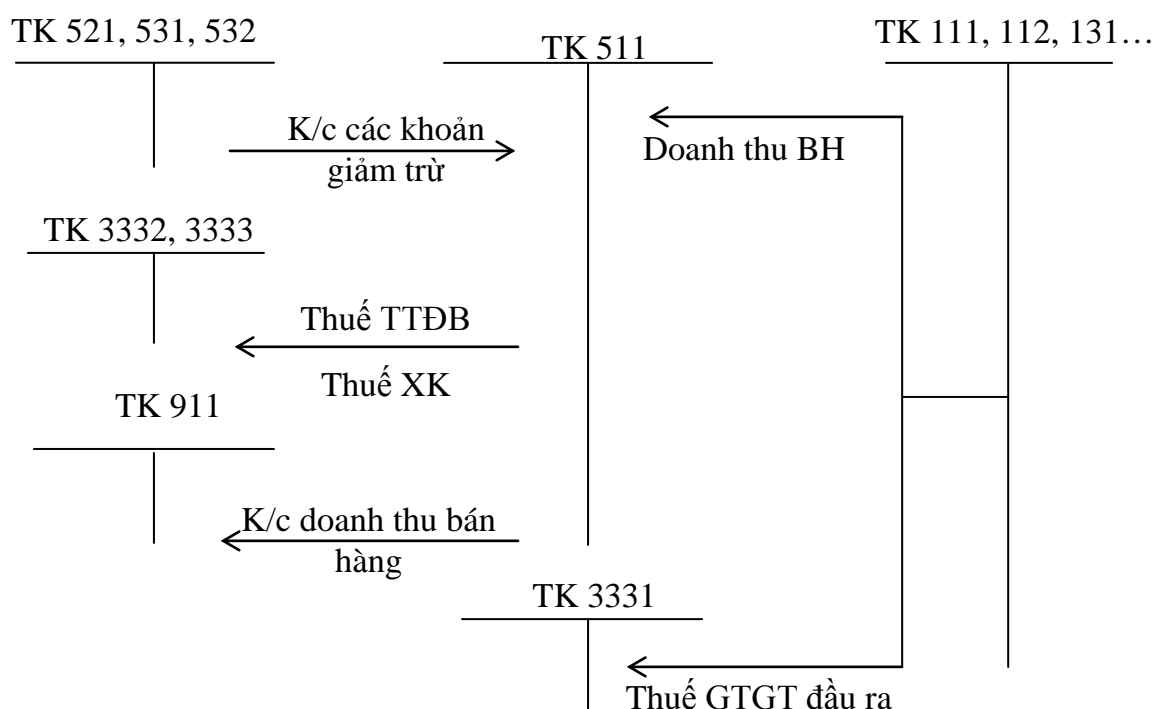 TK 521, 531, 532
TK 511
TK 111, 112, 131…
K/c các khoản
giảm trừ
Doanh thu BH
TK 3332, 3333
Thuế TTĐB
Thuế XK
TK 911
K/c doanh thu bán
hàng
TK 3331
Thuế GTGT đầu ra